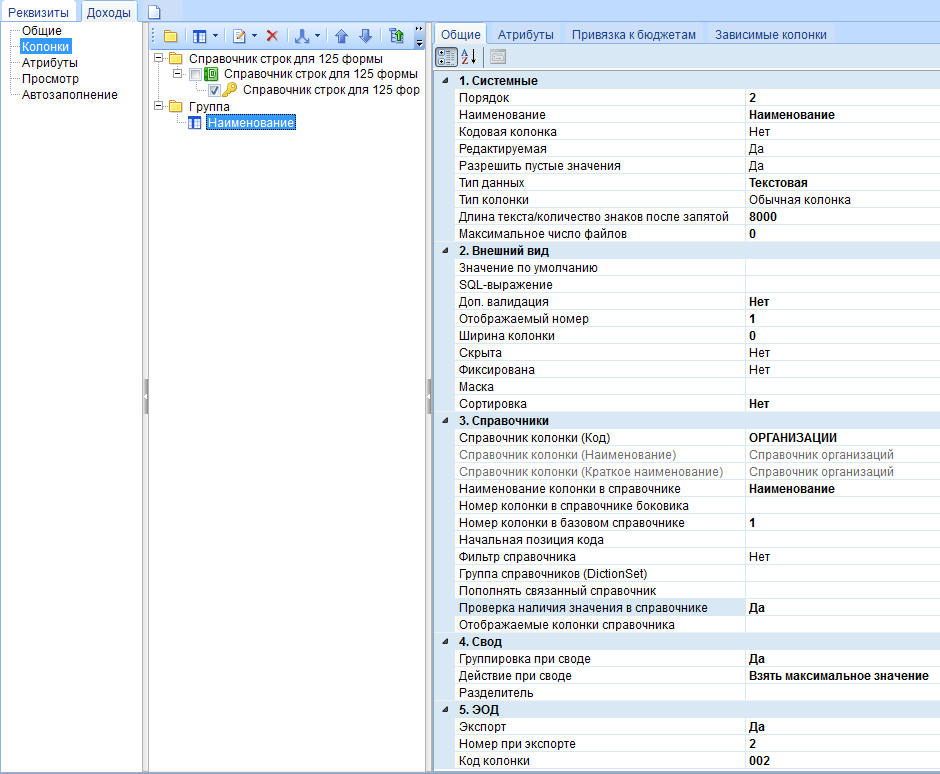 Реквизиты Доходы
Общие
Колонки
Атрибуты
Просмотр
Автозаполнение
Справочник строк для 125 формы
Справочник строк для 125 формы
Справочник строк для 125 фор
Группа
Наименование
Общие Атрибуты Привязка к бюджетам Зависимые колонки
1. Системные
Порядок 2
Наименование Наименование
Кодовая колонка Нет
Редактируемая Да
Разрешить пустые значения Да
Тип данных Текстовая
Тип колонки Обычная колонка
Длина текста/количество знаков после запятой 8000
Максимальное число файлов 0
2. Внешний вид
Значение по умолчанию
SQL-выражение
Доп. валидация Нет
Отображаемый номер 1
Ширина колонки 0
Скрыта Нет
Фиксирована Нет
Маска
Сортировка Нет
3. Справочники
Справочник колонки (Код) ОРГАНИЗАЦИИ
Справочник колонки (Наименование) Справочник организаций
Справочник колонки (Краткое наименование) Справочник организаций
Наименование колонки в справочнике Наименование
Номер колонки в справочнике боковика
Номер колонки в базовом справочнике 1
Начальная позиция кода
Фильтр справочника Нет
Группа справочников (DictionSet)
Пополнять связанный справочник
Проверка наличия значения в справочнике Да
Отображаемые колонки справочника
4. Свод
Группировка при своде Да
Действие при своде Взять максимальное значение
Разделитель
5. ЭОД
Экспорт Да
Номер при экспорте 2
Код колонки 002